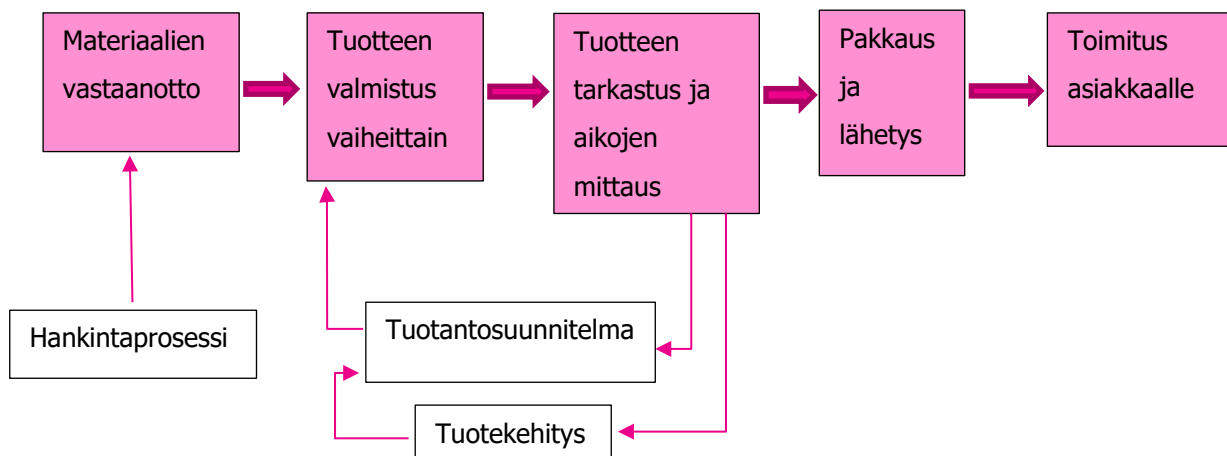 Materiaalien
vastaanotto
Tuotteen
valmistus
vaiheittain
Tuotteen
tarkastus ja
aikojen
mittaus
Pakkaus
ja
lähetys
Toimitus
asiakkaalle
Hankintaprosessi
Tuotantosuunnitelma
Tuotekehitys